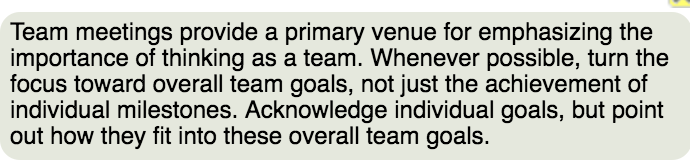 Team meetings provide a primary venue for emphasizing the
importance of thinking as a team. Whenever possible, turn the
focus toward overall team goals, not just the achievement of
individual milestones. Acknowledge individual goals, but point
out how they fit into these overall team goals.